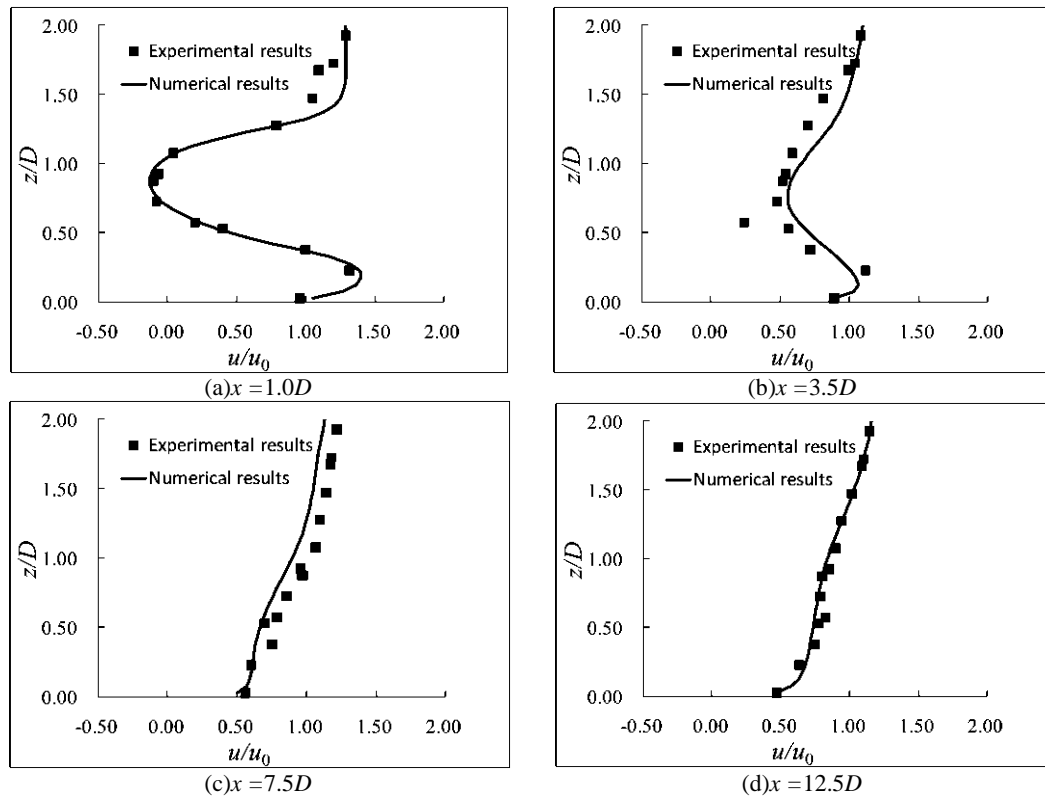 2.00
■ Experimental results
— Numerical results
1.50
z/D
1.00
0.50
0.00
-0.50 0.00 0.50 1.00 1.50 2.00
u/u0
(a)x =1.0D
2.00
■ Experimental results
— Numerical results
1.50
z/D
1.00
0.50
0.00
-0.50 0.00 0.50 1.00 1.50 2.00
u/u0
(b)x =3.5D
2.00
■ Experimental results
— Numerical results
1.50
z/D
1.00
0.50
0.00
-0.50 0.00 0.50 1.00 1.50 2.00
u/u0
(c)x =7.5D
2.00
■ Experimental results
— Numerical results
1.50
z/D
1.00
0.50
0.00
-0.50 0.00 0.50 1.00 1.50 2.00
u/u0
(d)x =12.5D